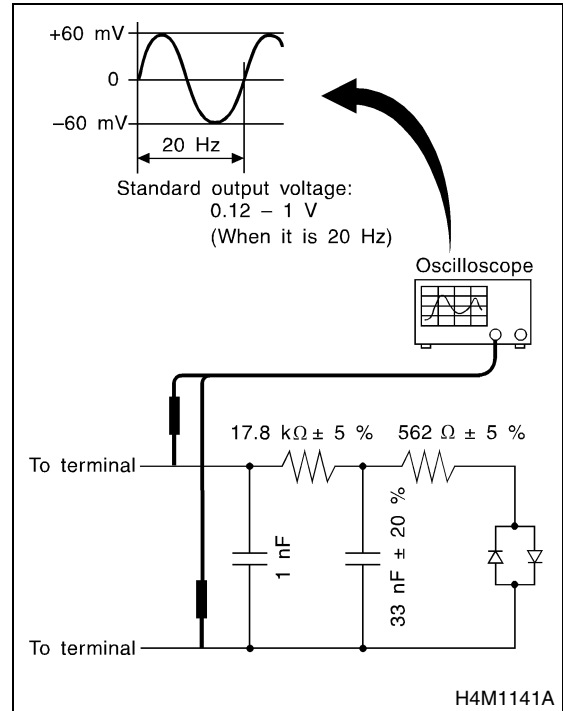 +60 mV
0
−60 mV
20 Hz
Standard output voltage:
0.12 – 1 V
(When it is 20 Hz)
Oscilloscope
17.8 kΩ ± 5 %
562 Ω ± 5 %
To terminal
1 nF
33 nF ± 20 %
To terminal
H4M1141A